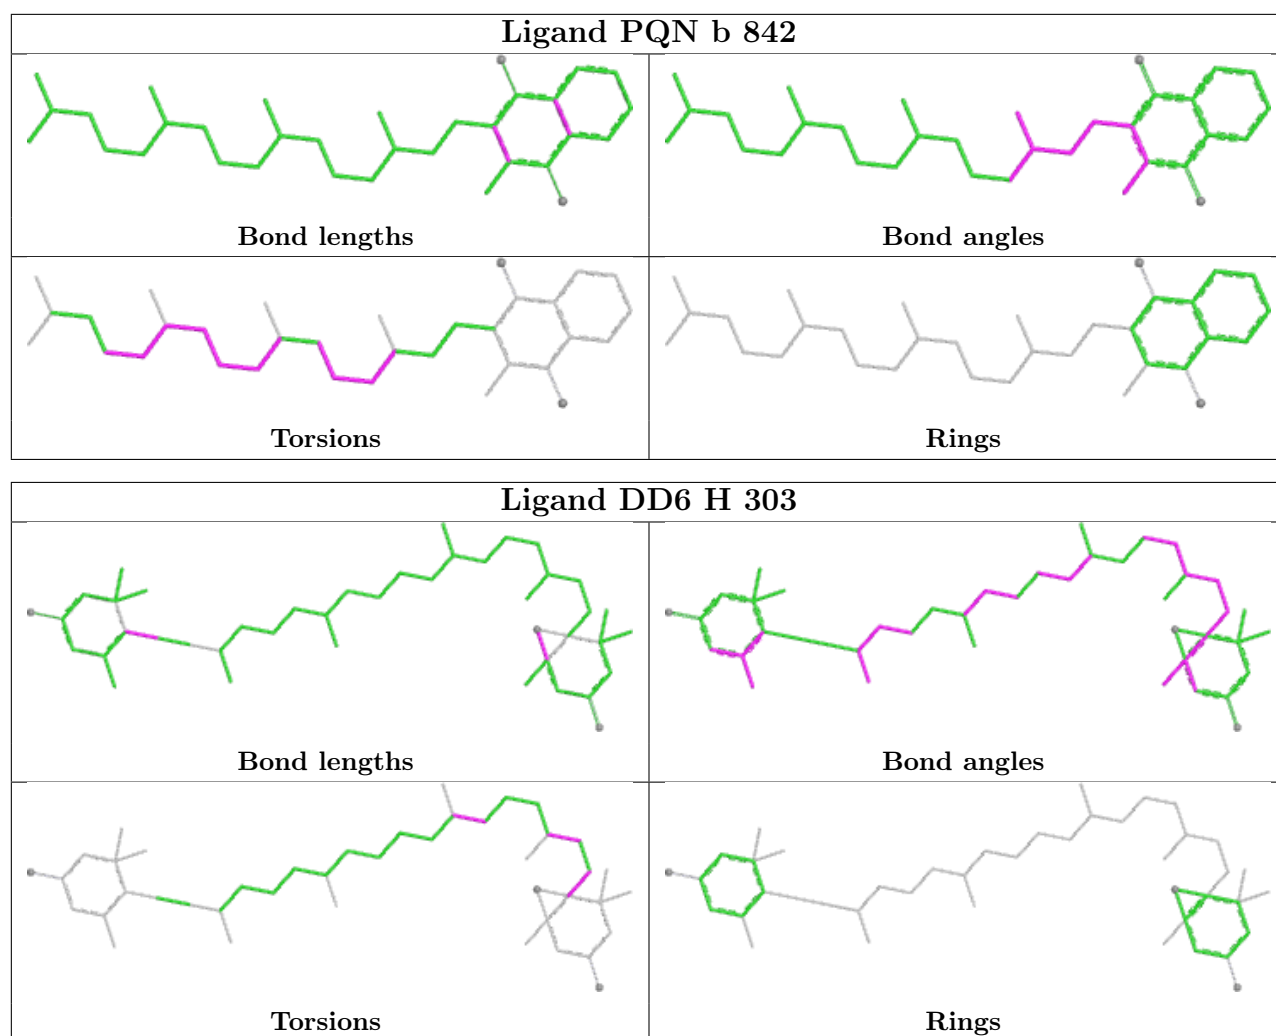 Ligand PQN b 842
Bond lengths
Bond angles
Torsions
Rings
Ligand DD6 H 303
Bond lengths
Bond angles
Torsions
Rings